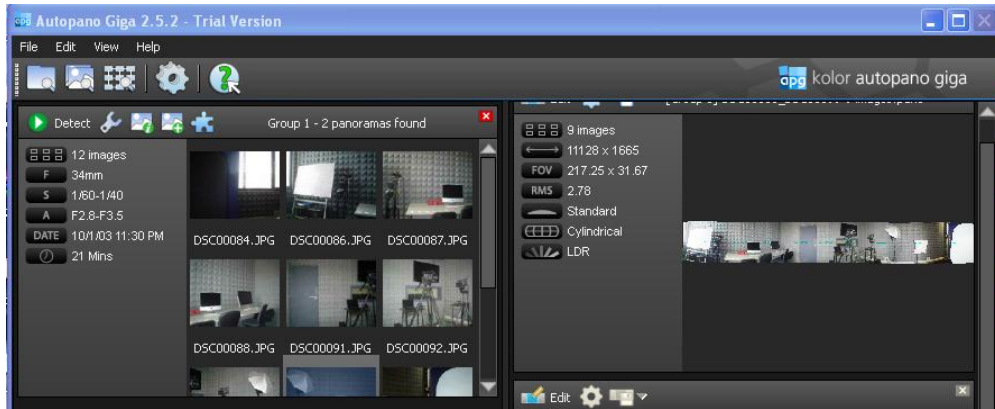 apg Autopano Giga 2.5.2 - Trial Version
File Edit View Help
apg kolor autopano giga
Detect Group 1 - 2 panoramas found
12 images
F 34mm
S 1/60-1/40
A F2.8-F3.5
DATE 10/1/03 11:30 PM
21 Mins
DSC00084.JPG DSC00086.JPG DSC00087.JPG
DSC00088.JPG DSC00091.JPG DSC00092.JPG
9 images
11128 x 1665
FOV 217.25 x 31.67
RMS 2.78
Standard
Cylindrical
LDR
Edit